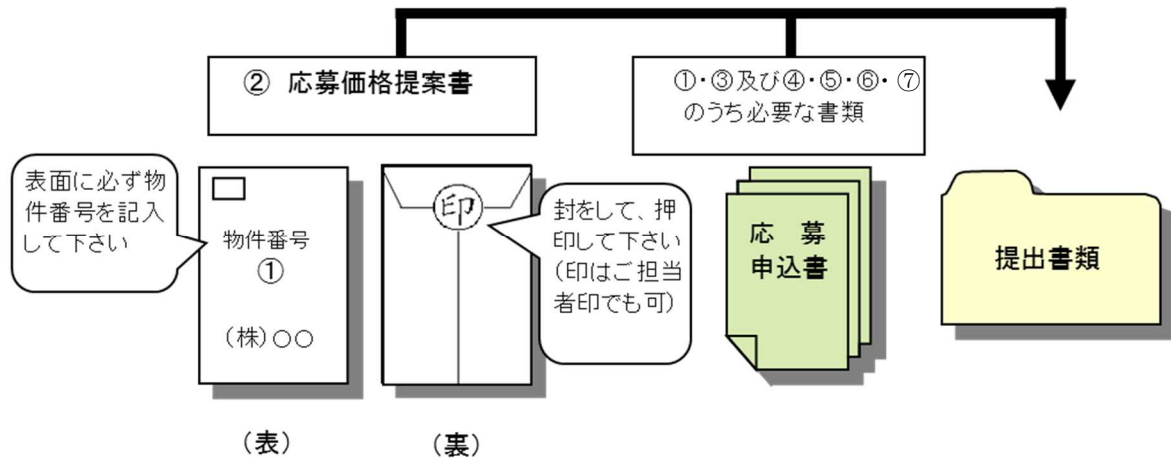 ② 応募価格提案書
①・③及び④・⑤・⑥・⑦
のうち必要な書類
表面に必ず物
件番号を記入
して下さい
物件番号
①
(株)○○
印
封をして、押
印して下さい
(印はご担当
者印でも可)
応 募
申込書
提出書類
(表)
(裏)